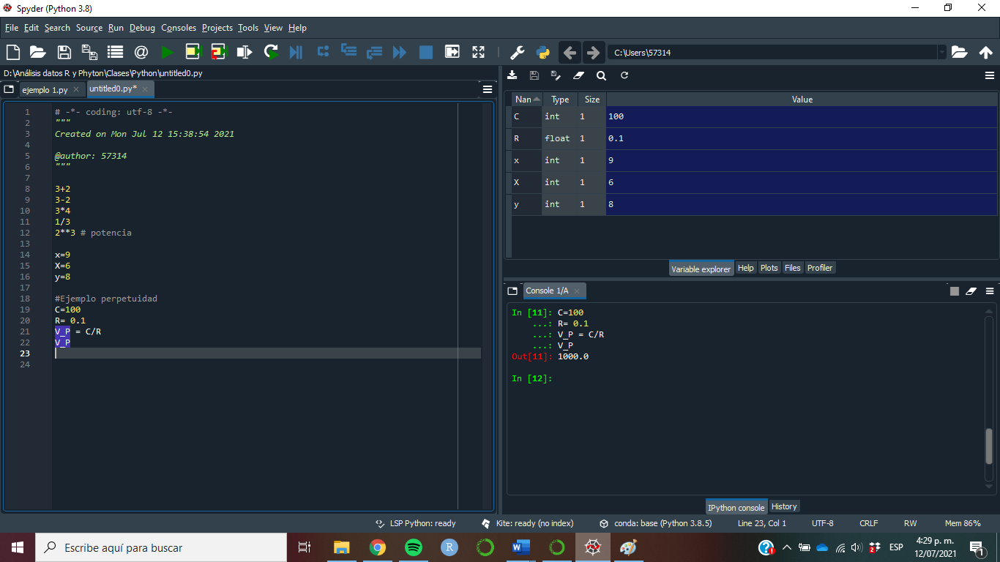 Spyder (Python 3.8)
File Edit Search Source Run Debug Consoles Projects Tools View Help
C:\Users\57314
D:\Análisis datos R y Phyton\Clases\Python\untitled0.py
ejemplo 1.py
untitled0.py*
1 # -*- coding: utf-8 -*-
2 """
3 Created on Mon Jul 12 15:38:54 2021
4
5 @author: 57314
6 """
7
8 3+2
9 3-2
10 3*4
11 1/3
12 2**3 # potencia
13
14 x=9
15 X=6
16 y=8
17
18 #Ejemplo perpetuidad
19 C=100
20 R= 0.1
21 V_P = C/R
22 V_P
23
24
Nan Type Size Value
C int 1 100
R float 1 0.1
x int 1 9
X int 1 6
y int 1 8
Variable explorer Help Plots Files Profiler
Console 1/A
In [11]: C=100
...: R= 0.1
...: V_P = C/R
...: V_P
Out[11]: 1000.0
In [12]:
IPython console History
LSP Python: ready Kite: ready (no index) conda: base (Python 3.8.5) Line 23, Col 1 UTF-8 CRLF RW Mem 86%
Escribe aquí para buscar
R
W
ESP
4:29 p. m.
12/07/2021
2
1